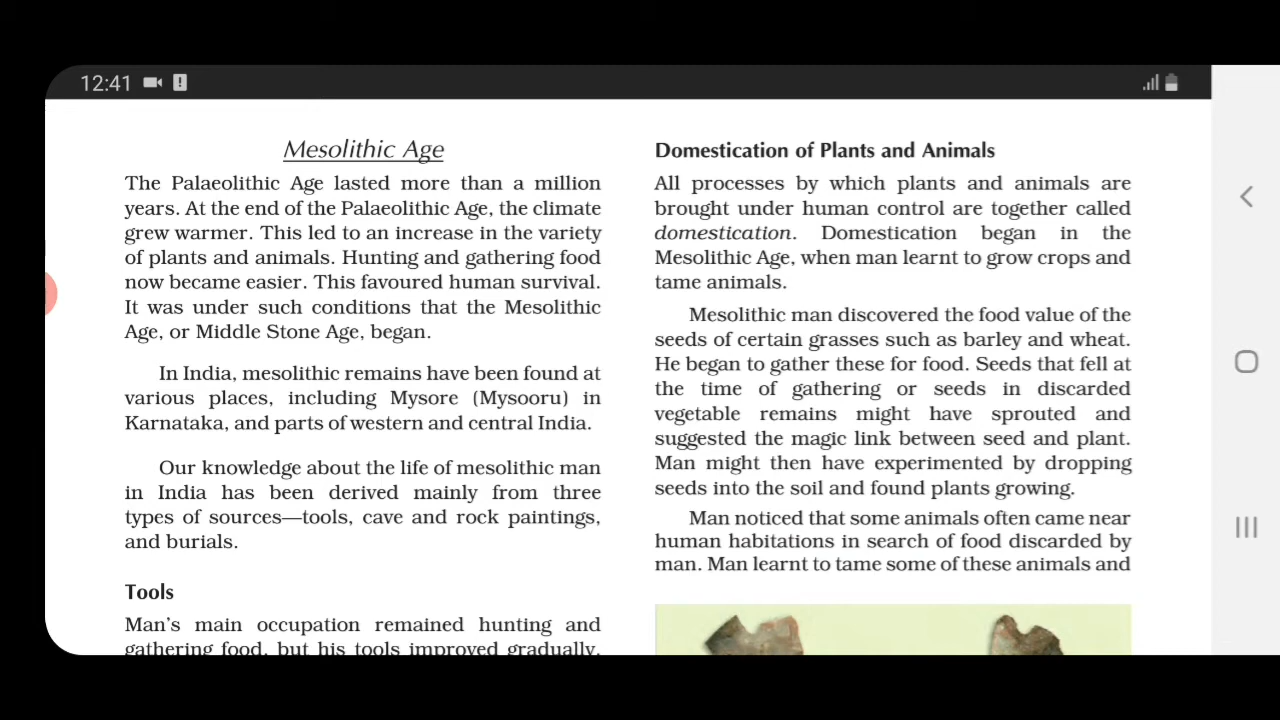 12:41
Mesolithic Age
The Palaeolithic Age lasted more than a million
years. At the end of the Palaeolithic Age, the climate
grew warmer. This led to an increase in the variety
of plants and animals. Hunting and gathering food
now became easier. This favoured human survival.
It was under such conditions that the Mesolithic
Age, or Middle Stone Age, began.
In India, mesolithic remains have been found at
various places, including Mysore (Mysooru) in
Karnataka, and parts of western and central India.
Our knowledge about the life of mesolithic man
in India has been derived mainly from three
types of sources—tools, cave and rock paintings,
and burials.
Tools
Man's main occupation remained hunting and
gathering food, but his tools improved gradually.
Domestication of Plants and Animals
All processes by which plants and animals are
brought under human control are together called
domestication. Domestication began in the
Mesolithic Age, when man learnt to grow crops and
tame animals.
Mesolithic man discovered the food value of the
seeds of certain grasses such as barley and wheat.
He began to gather these for food. Seeds that fell at
the time of gathering or seeds in discarded
vegetable remains might have sprouted and
suggested the magic link between seed and plant.
Man might then have experimented by dropping
seeds into the soil and found plants growing.
Man noticed that some animals often came near
human habitations in search of food discarded by
man. Man learnt to tame some of these animals and